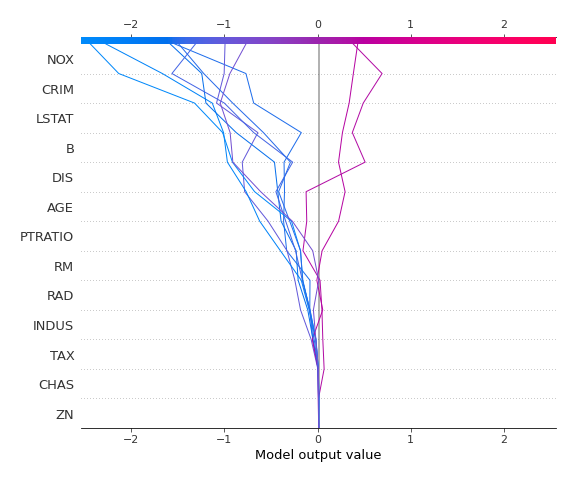 −2 −1 0 1 2
NOX
CRIM
LSTAT
B
DIS
AGE
PTRATIO
RM
RAD
INDUS
TAX
CHAS
ZN
−2 −1 0 1 2
Model output value